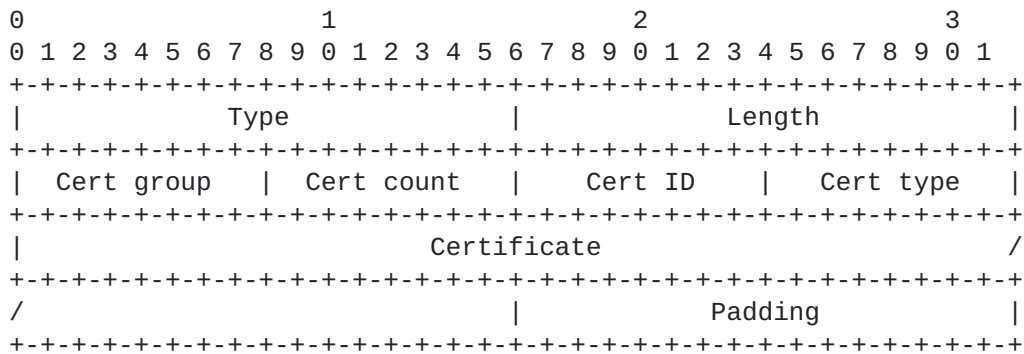 0                   1                   2                   3
0 1 2 3 4 5 6 7 8 9 0 1 2 3 4 5 6 7 8 9 0 1 2 3 4 5 6 7 8 9 0 1
+-+-+-+-+-+-+-+-+-+-+-+-+-+-+-+-+-+-+-+-+-+-+-+-+-+-+-+-+-+-+-+-+
|             Type              |             Length            |
+-+-+-+-+-+-+-+-+-+-+-+-+-+-+-+-+-+-+-+-+-+-+-+-+-+-+-+-+-+-+-+-+
|  Cert group   |  Cert count   |    Cert ID    |   Cert type   |
+-+-+-+-+-+-+-+-+-+-+-+-+-+-+-+-+-+-+-+-+-+-+-+-+-+-+-+-+-+-+-+-+
|                          Certificate                          /
+-+-+-+-+-+-+-+-+-+-+-+-+-+-+-+-+-+-+-+-+-+-+-+-+-+-+-+-+-+-+-+-+
/                               |            Padding            |
+-+-+-+-+-+-+-+-+-+-+-+-+-+-+-+-+-+-+-+-+-+-+-+-+-+-+-+-+-+-+-+-+